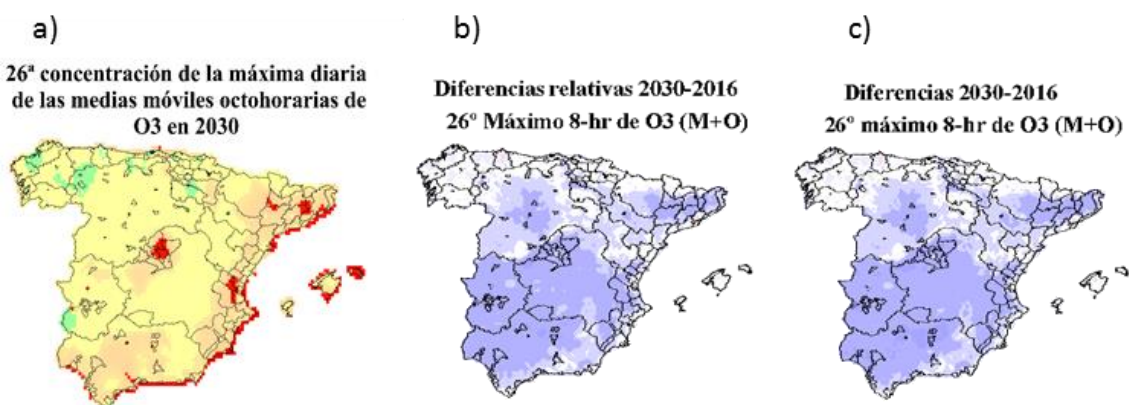 a)
26ª concentración de la máxima diaria
de las medias móviles octohorarias de
O3 en 2030
b)
Diferencias relativas 2030-2016
26º Máximo 8-hr de O3 (M+O)
c)
Diferencias 2030-2016
26º máximo 8-hr de O3 (M+O)